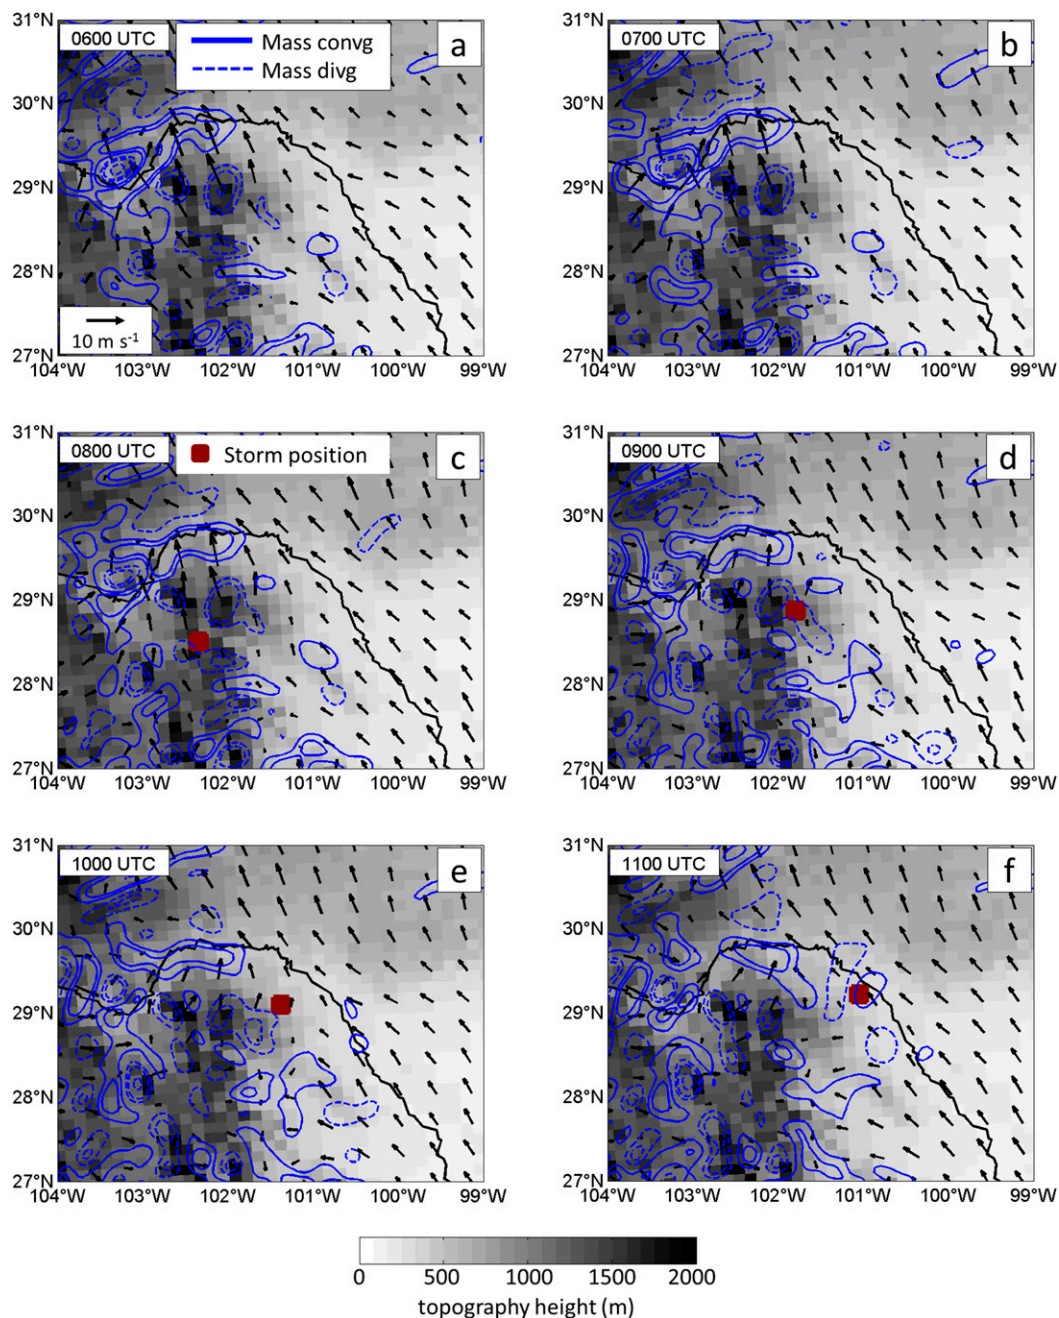 0600 UTC
Mass convg
Mass divg
a
31°N
30°N
29°N
28°N
27°N
10 m s⁻¹
104°W 103°W 102°W 101°W 100°W 99°W
0700 UTC
b
31°N
30°N
29°N
28°N
27°N
104°W 103°W 102°W 101°W 100°W 99°W
0800 UTC
Storm position
c
31°N
30°N
29°N
28°N
27°N
104°W 103°W 102°W 101°W 100°W 99°W
0900 UTC
d
31°N
30°N
29°N
28°N
27°N
104°W 103°W 102°W 101°W 100°W 99°W
1000 UTC
e
31°N
30°N
29°N
28°N
27°N
104°W 103°W 102°W 101°W 100°W 99°W
1100 UTC
f
31°N
30°N
29°N
28°N
27°N
104°W 103°W 102°W 101°W 100°W 99°W
0 500 1000 1500 2000
topography height (m)